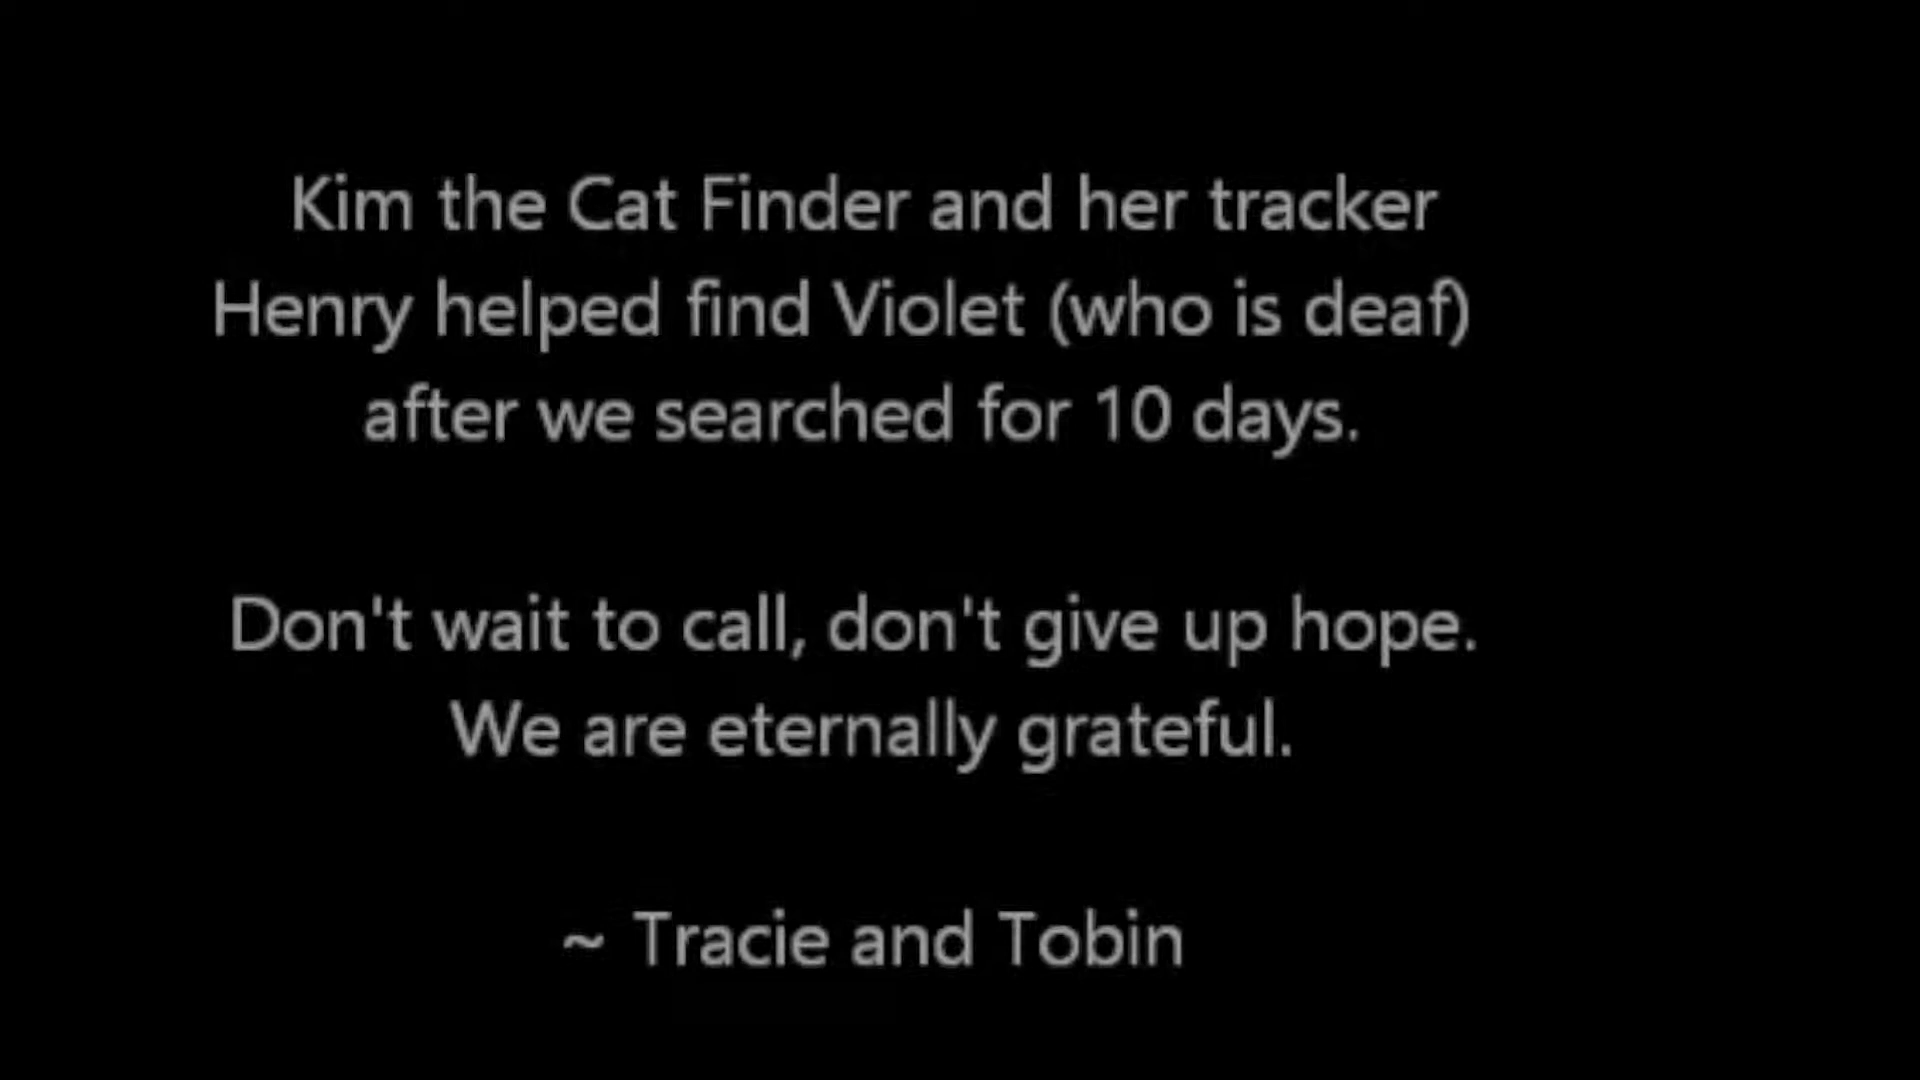 Kim the Cat Finder and her tracker
Henry helped find Violet (who is deaf)
after we searched for 10 days.
Don't wait to call, don't give up hope.
We are eternally grateful.
~ Tracie and Tobin